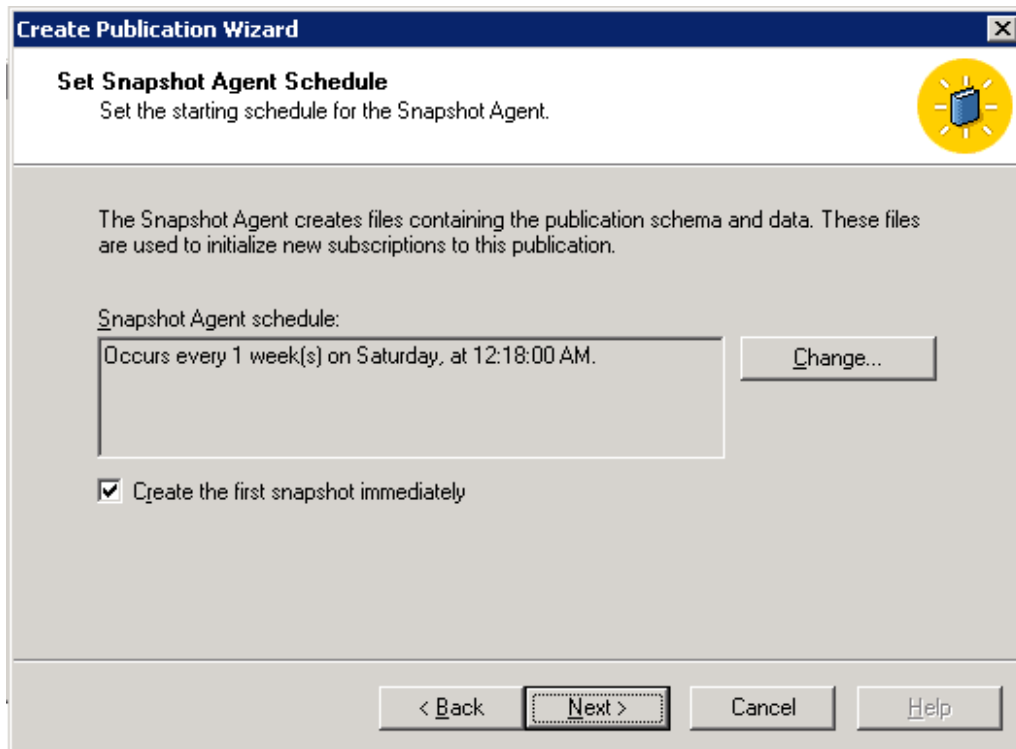 Create Publication Wizard
Set Snapshot Agent Schedule
Set the starting schedule for the Snapshot Agent.
The Snapshot Agent creates files containing the publication schema and data. These files
are used to initialize new subscriptions to this publication.
Snapshot Agent schedule:
Occurs every 1 week(s) on Saturday, at 12:18:00 AM.
Change...
Create the first snapshot immediately
< Back
Next >
Cancel
Help